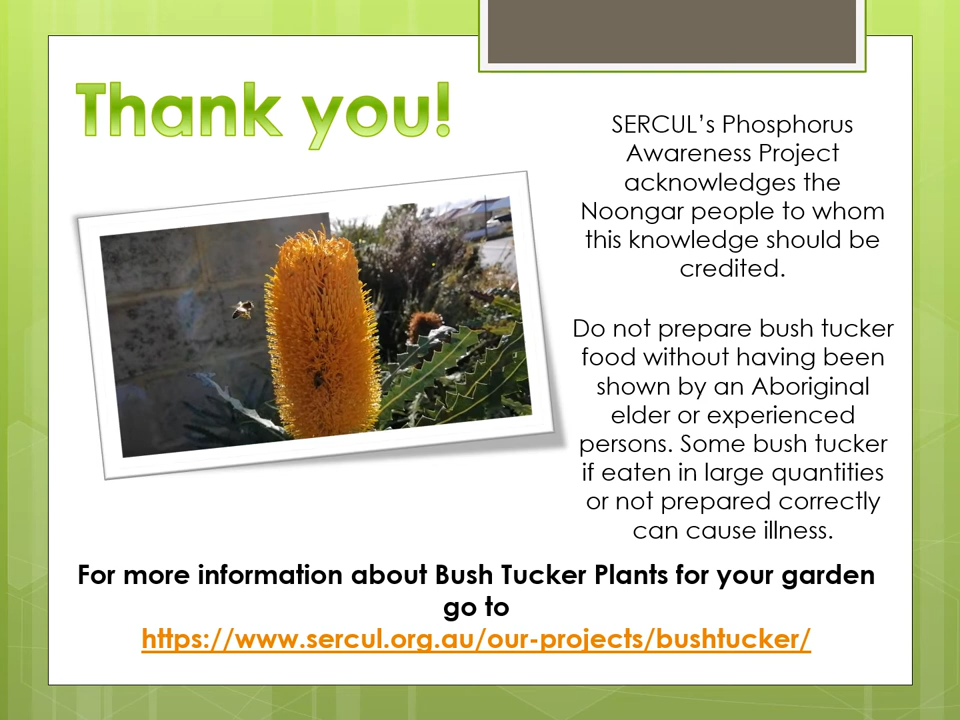 Thank you!
SERCUL’s Phosphorus
Awareness Project
acknowledges the
Noongar people to whom
this knowledge should be
credited.
Do not prepare bush tucker
food without having been
shown by an Aboriginal
elder or experienced
persons. Some bush tucker
if eaten in large quantities
or not prepared correctly
can cause illness.
For more information about Bush Tucker Plants for your garden
go to
https://www.sercul.org.au/our-projects/bushtucker/